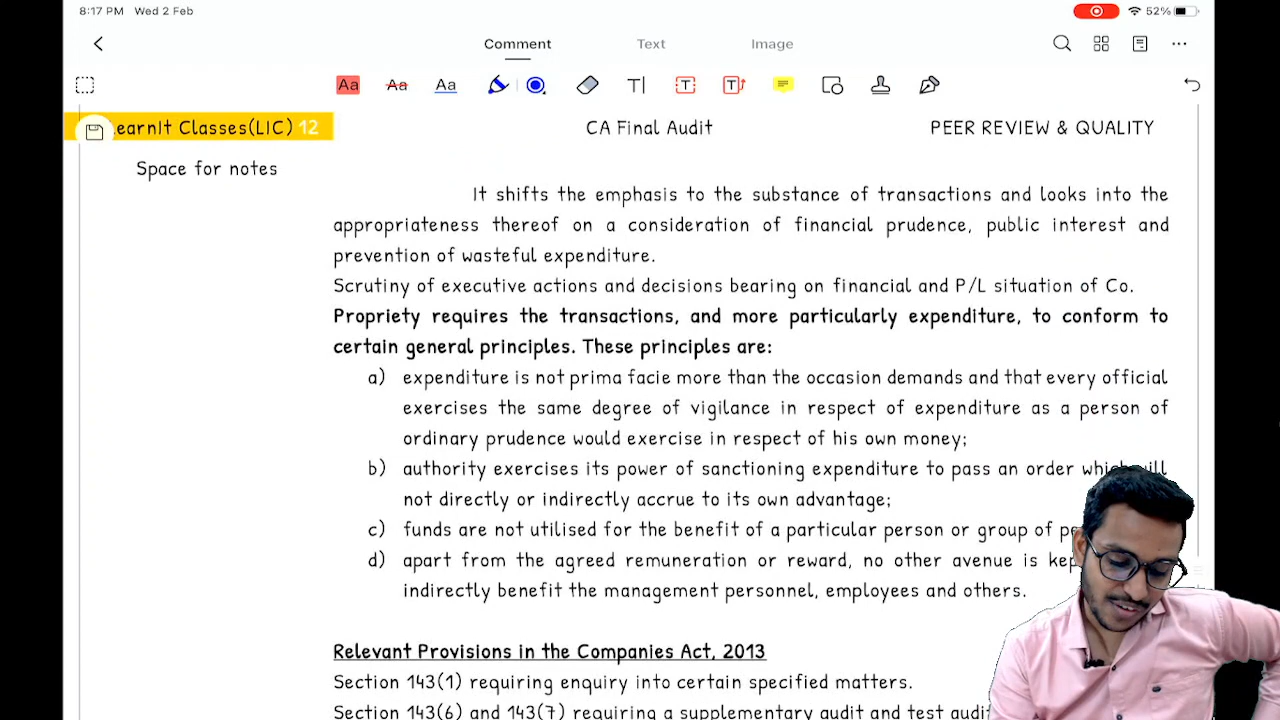 8:17 PM Wed 2 Feb
52%
Comment Text Image
Aa Aa Aa T T T
earnIt Classes(LIC) 12 CA Final Audit PEER REVIEW & QUALITY
Space for notes
It shifts the emphasis to the substance of transactions and looks into the
appropriateness thereof on a consideration of financial prudence, public interest and
prevention of wasteful expenditure.
Scrutiny of executive actions and decisions bearing on financial and P/L situation of Co.
Propriety requires the transactions, and more particularly expenditure, to conform to
certain general principles. These principles are:
a) expenditure is not prima facie more than the occasion demands and that every official
exercises the same degree of vigilance in respect of expenditure as a person of
ordinary prudence would exercise in respect of his own money;
b) authority exercises its power of sanctioning expenditure to pass an order which will
not directly or indirectly accrue to its own advantage;
c) funds are not utilised for the benefit of a particular person or group of
d) apart from the agreed remuneration or reward, no other avenue is
indirectly benefit the management personnel, employees and others.
Relevant Provisions in the Companies Act, 2013
Section 143(1) requiring enquiry into certain specified matters.
Section 143(6) and 143(7) requiring a supplementary audit and test audit